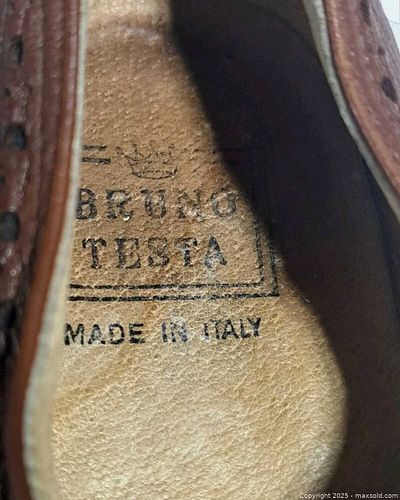 BRUNO
TESTA
MADE IN ITALY
Copyright 2025 - maxsold.com